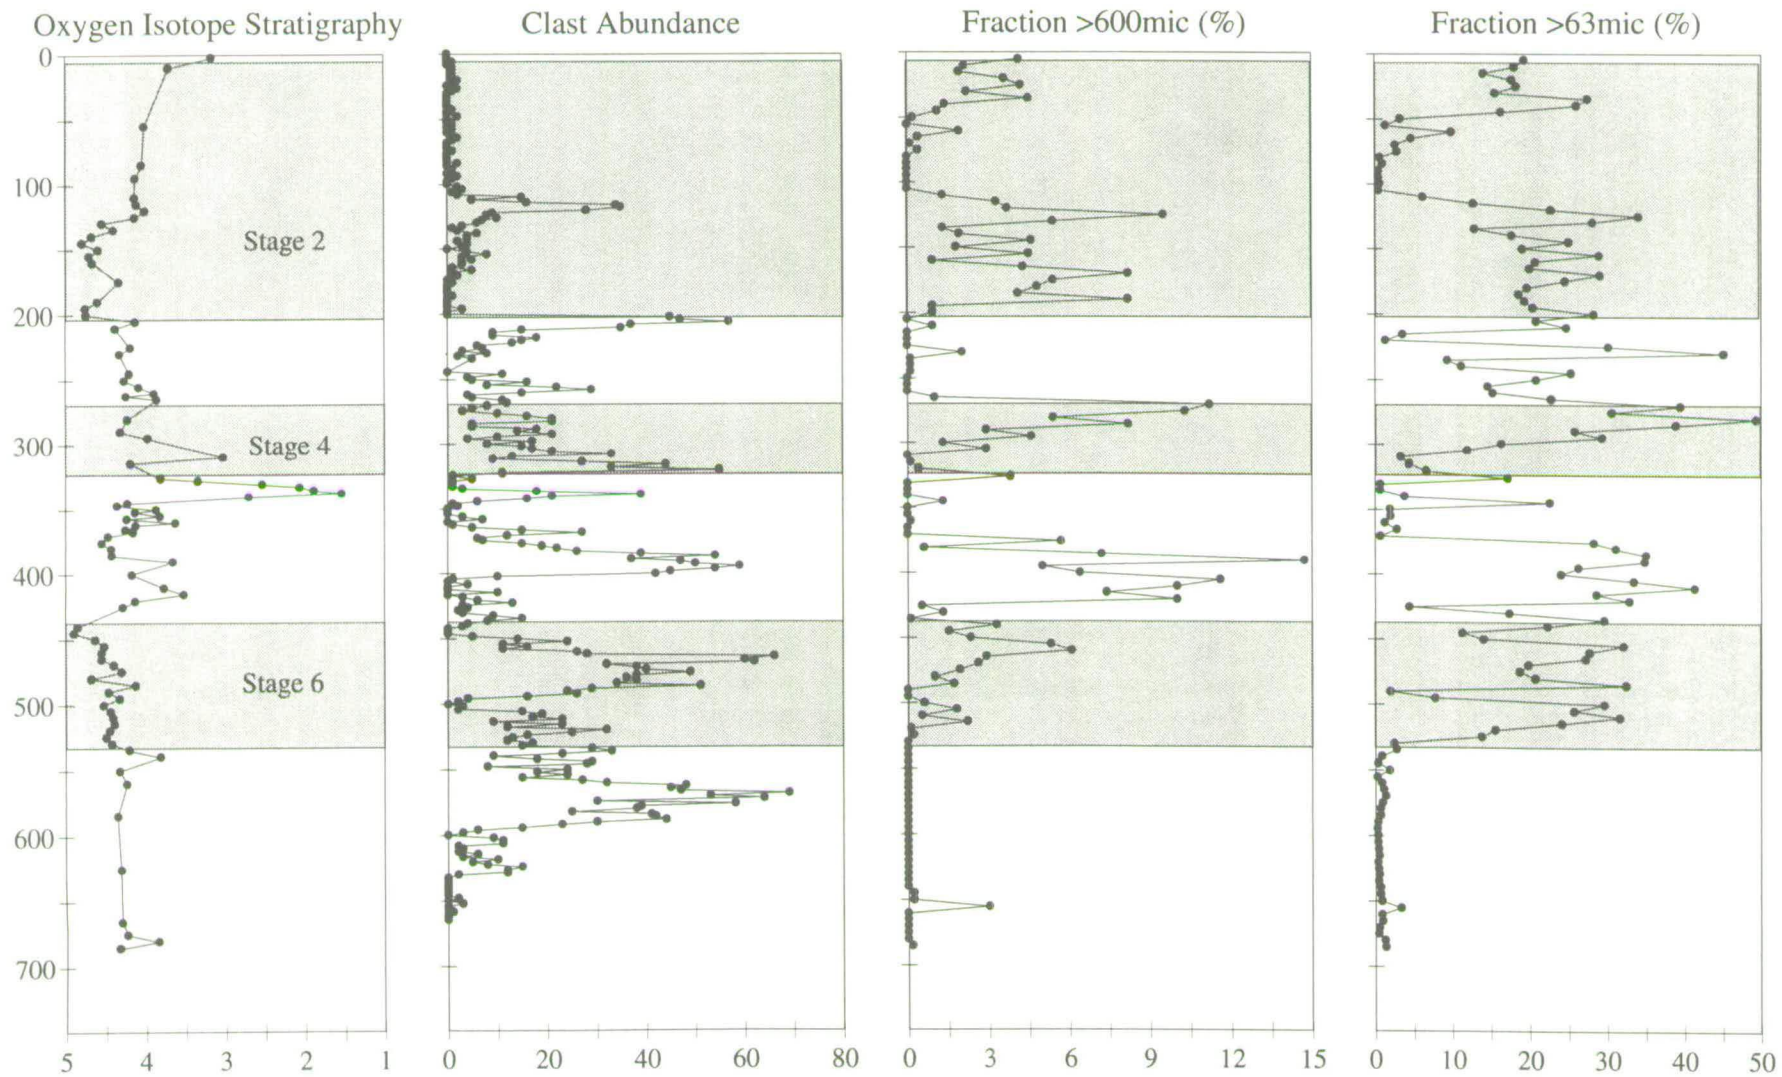 Oxygen Isotope Stratigraphy
Clast Abundance
Fraction >600mic (%)
Fraction >63mic (%)
0
100
200
300
400
500
600
700
Stage 2
Stage 4
Stage 6
5 4 3 2 1
0 20 40 60 80
0 3 6 9 12 15
0 10 20 30 40 50